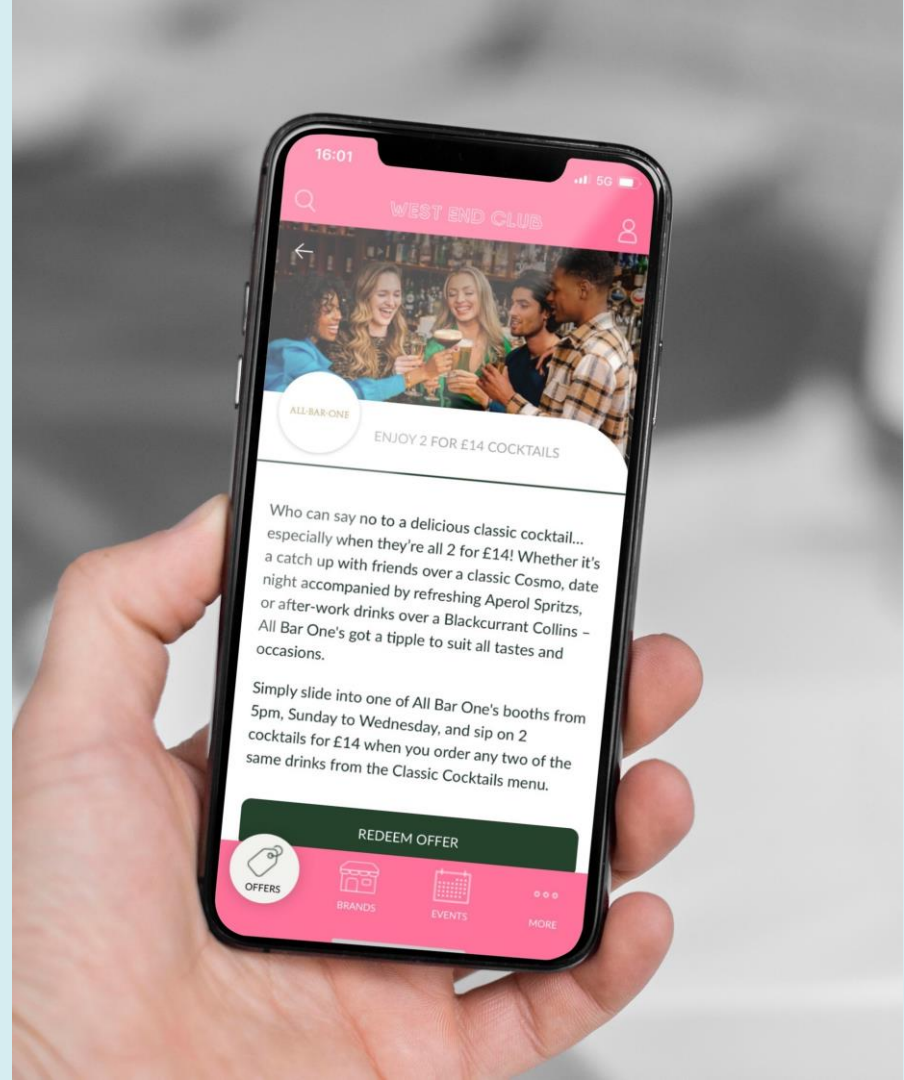 16:01
5G
WEST END CLUB
ALL·BAR·ONE
ENJOY 2 FOR £14 COCKTAILS
Who can say no to a delicious classic cocktail...
especially when they're all 2 for £14! Whether it's
a catch up with friends over a classic Cosmo, date
night accompanied by refreshing Aperol Spritzs,
or after-work drinks over a Blackcurrant Collins –
All Bar One's got a tipple to suit all tastes and
occasions.
Simply slide into one of All Bar One's booths from
5pm, Sunday to Wednesday, and sip on 2
cocktails for £14 when you order any two of the
same drinks from the Classic Cocktails menu.
REDEEM OFFER
OFFERS
BRANDS
EVENTS
MORE